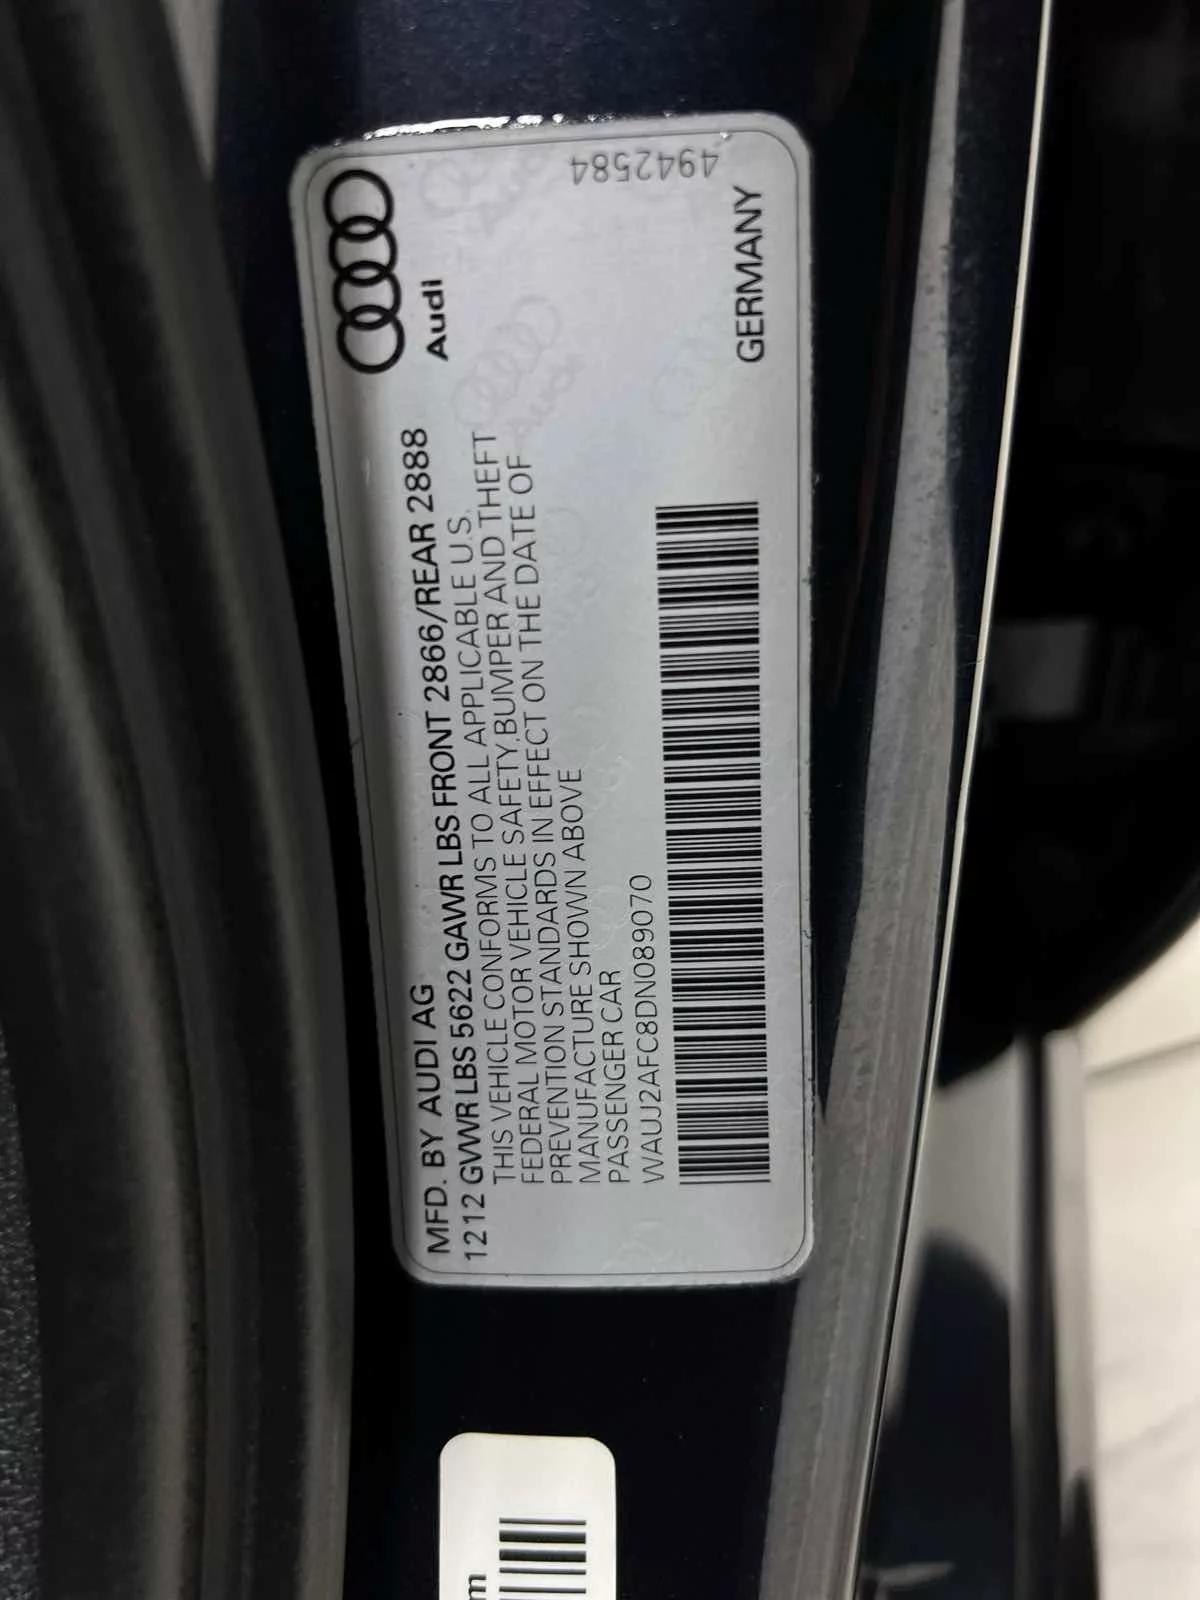 Audi
MFD. BY AUDI AG
1212 GVWR LBS 5622 GAWR LBS FRONT 2866/REAR 2888
THIS VEHICLE CONFORMS TO ALL APPLICABLE U.S.
FEDERAL MOTOR VEHICLE SAFETY,BUMPER AND THEFT
PREVENTION STANDARDS IN EFFECT ON THE DATE OF
MANUFACTURE SHOWN ABOVE
PASSENGER CAR
WAUJ2AFC8DN089070
GERMANY
4942584